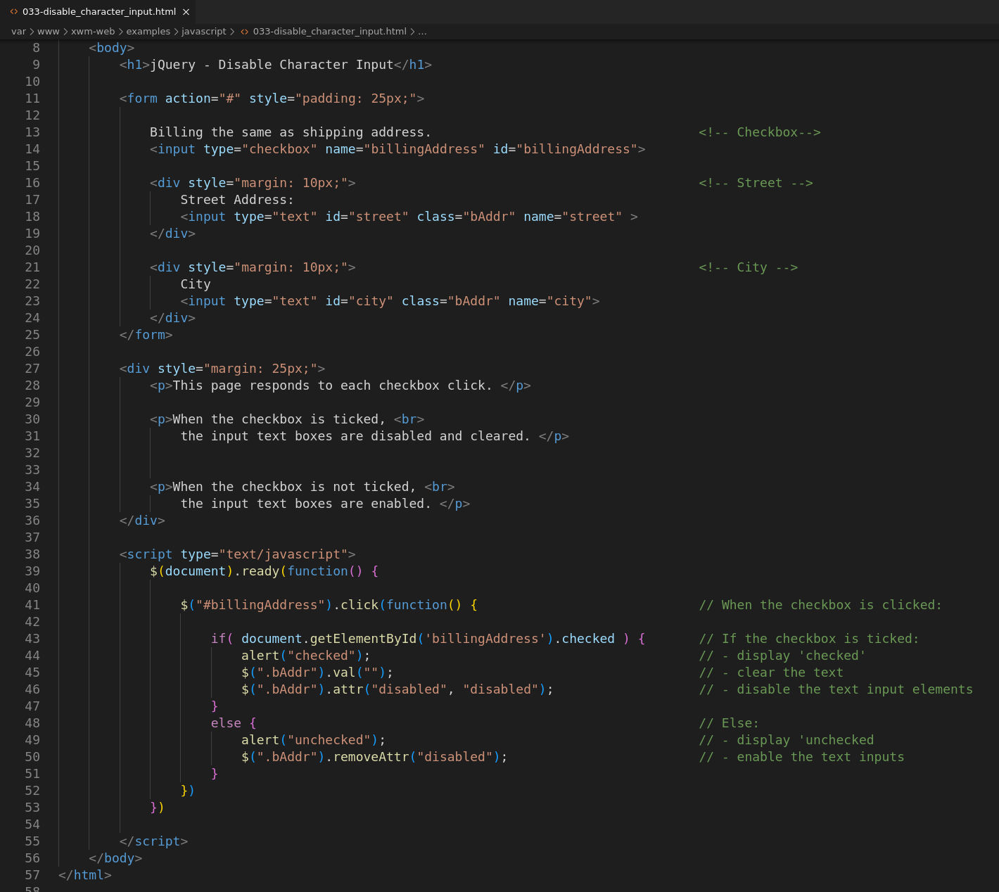 033-disable_character_input.html ×
var > www > xwm-web > examples > javascript > 033-disable_character_input.html > ...
8 <body>
9 <h1>jQuery - Disable Character Input</h1>
10
11 <form action="#" style="padding: 25px;">
12
13 Billing the same as shipping address. <!-- Checkbox-->
14 <input type="checkbox" name="billingAddress" id="billingAddress">
15
16 <div style="margin: 10px;"> <!-- Street -->
17 Street Address:
18 <input type="text" id="street" class="bAddr" name="street" >
19 </div>
20
21 <div style="margin: 10px;"> <!-- City -->
22 City
23 <input type="text" id="city" class="bAddr" name="city">
24 </div>
25 </form>
26
27 <div style="margin: 25px;">
28 <p>This page responds to each checkbox click. </p>
29
30 <p>When the checkbox is ticked, <br>
31 the input text boxes are disabled and cleared. </p>
32
33
34 <p>When the checkbox is not ticked, <br>
35 the input text boxes are enabled. </p>
36 </div>
37
38 <script type="text/javascript">
39 $(document).ready(function() {
40
41 $("#billingAddress").click(function() { // When the checkbox is clicked:
42
43 if( document.getElementById('billingAddress').checked ) { // If the checkbox is ticked:
44 alert("checked"); // - display 'checked'
45 $(".bAddr").val(""); // - clear the text
46 $(".bAddr").attr("disabled", "disabled"); // - disable the text input elements
47 }
48 else { // Else:
49 alert("unchecked"); // - display 'unchecked
50 $(".bAddr").removeAttr("disabled"); // - enable the text inputs
51 }
52 })
53 })
54
55 </script>
56 </body>
57 </html>
58